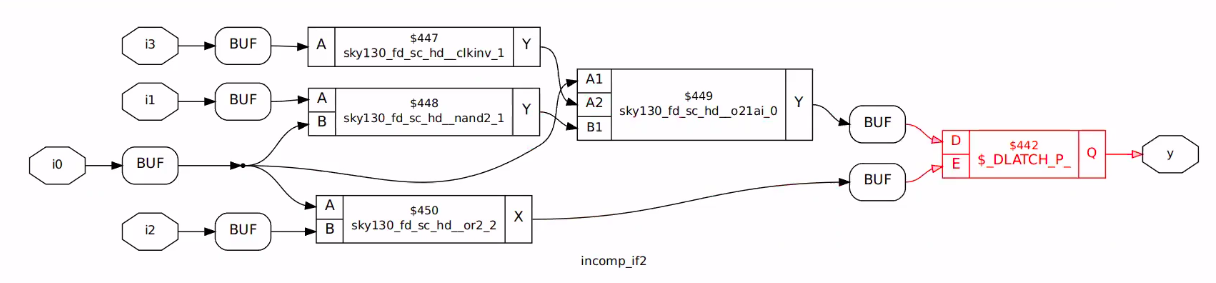 i3
BUF
A
$447
sky130_fd_sc_hd__clkinv_1
Y
i1
BUF
A
B
$448
sky130_fd_sc_hd__nand2_1
Y
A1
A2
B1
$449
sky130_fd_sc_hd__o21ai_0
Y
BUF
D
E
$442
$_DLATCH_P_
Q
y
i0
BUF
BUF
A
B
$450
sky130_fd_sc_hd__or2_2
X
i2
BUF
incomp_if2